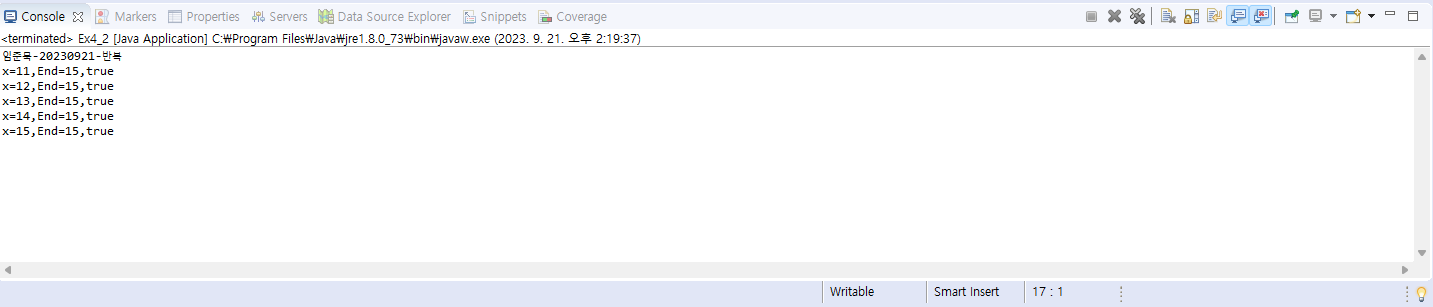 Console Markers Properties Servers Data Source Explorer Snippets Coverage
<terminated> Ex4_2 [Java Application] C:₩Program Files₩Java₩jre1.8.0_73₩bin₩javaw.exe (2023. 9. 21. 오후 2:19:37)
임준묵-20230921-반복
x=11,End=15,true
x=12,End=15,true
x=13,End=15,true
x=14,End=15,true
x=15,End=15,true
Writable Smart Insert 17 : 1